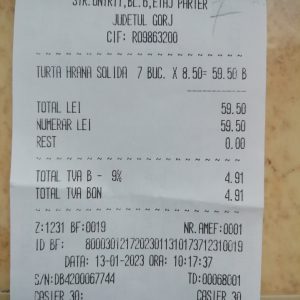 STR.UNIRII,BL.6,ETAJ PARTER
JUDETUL GORJ
CIF: RO9863200
TURTA HRANA SOLIDA 7 BUC. X 8.50= 59.50 B
TOTAL LEI 59.50
NUMERAR LEI 59.50
REST 0.00
TOTAL TVA B - 9% 4.91
TOTAL TVA BON 4.91
Z:1231 BF:0019 NR.AMEF:0001
ID BF: 80003012172023011310173712310019
DATA: 13-01-2023 ORA: 10:17:37
S/N:DB4200067744 TD:00068001
CASIER 30: CASIER 30